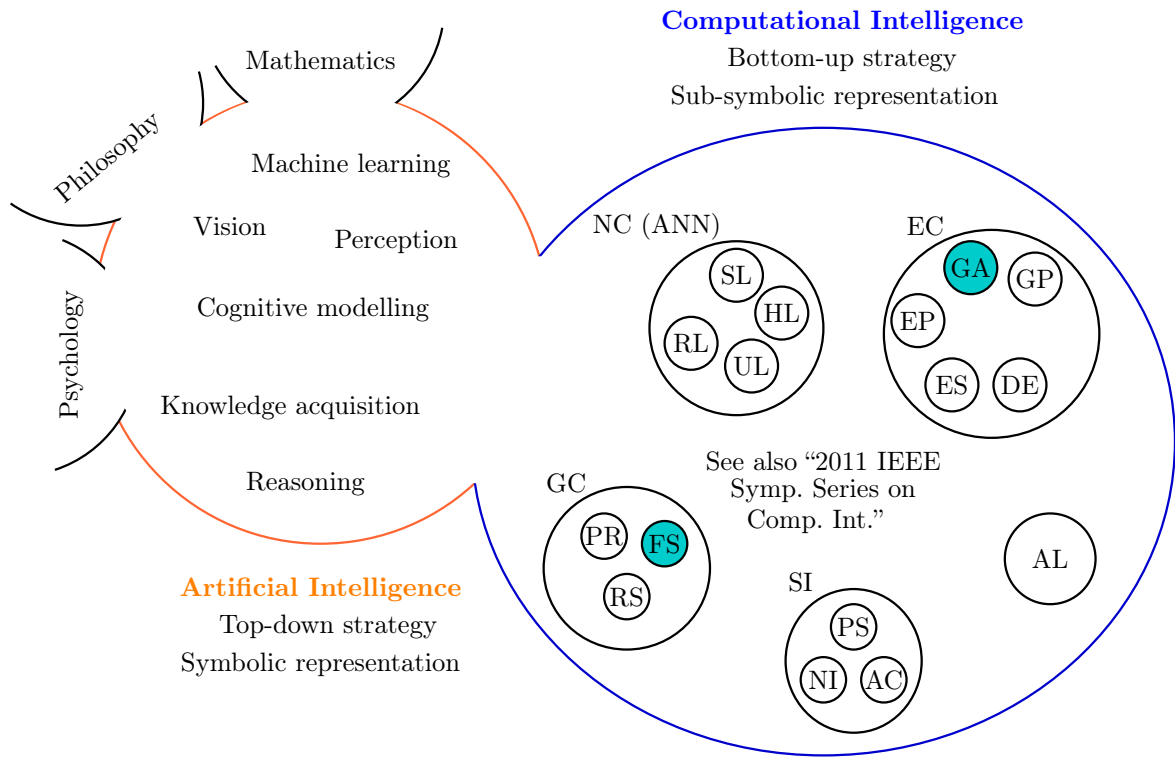 Computational Intelligence
Bottom-up strategy
Sub-symbolic representation
Mathematics
Philosophy
Psychology
Machine learning
Vision
Perception
Cognitive modelling
Knowledge acquisition
Reasoning
Artificial Intelligence
Top-down strategy
Symbolic representation
NC (ANN)
SL
HL
RL
UL
EC
GA
GP
EP
ES
DE
See also “2011 IEEE
Symp. Series on
Comp. Int.”
GC
PR
FS
RS
SI
PS
NI
AC
AL